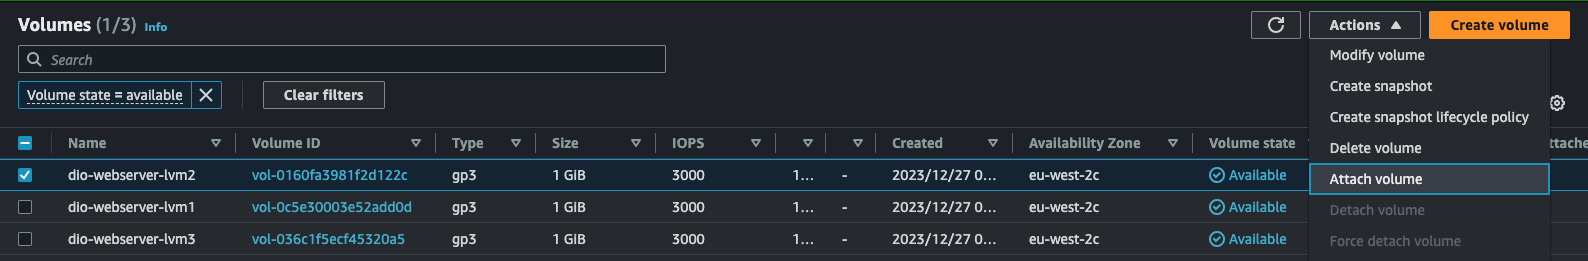 Volumes (1/3) Info
Actions
Create volume
Search
Volume state = available
Clear filters
Modify volume
Create snapshot
Create snapshot lifecycle policy
Delete volume
Attach volume
Detach volume
Force detach volume
Name Volume ID Type Size IOPS Created Availability Zone Volume state
dio-webserver-lvm2 vol-0160fa3981f2d122c gp3 1 GiB 3000 1... - 2023/12/27 0... eu-west-2c Available
dio-webserver-lvm1 vol-0c5e30003e52add0d gp3 1 GiB 3000 1... - 2023/12/27 0... eu-west-2c Available
dio-webserver-lvm3 vol-036c1f5ecf45320a5 gp3 1 GiB 3000 1... - 2023/12/27 0... eu-west-2c Available